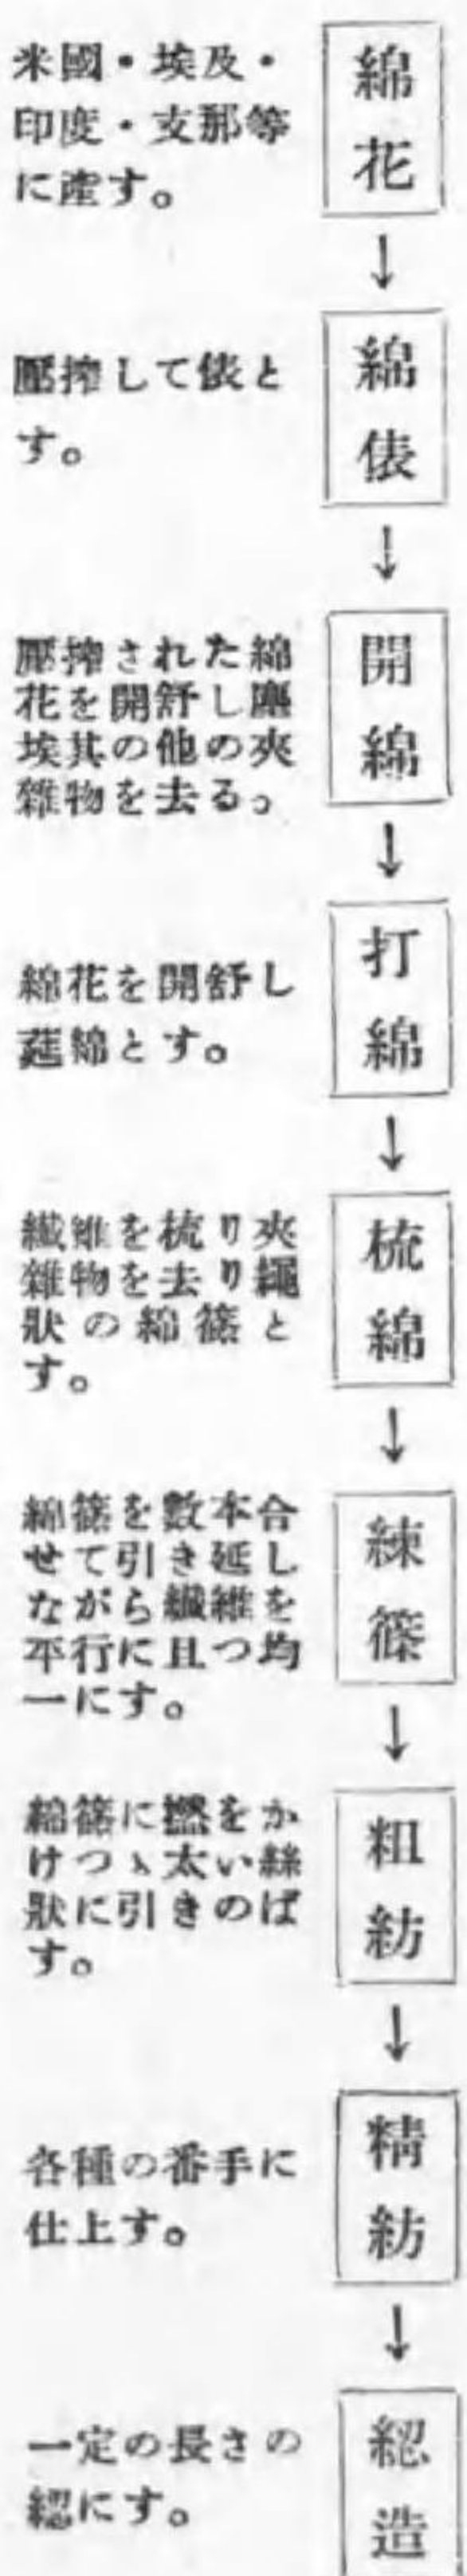 綿花
米國・埃及・
印度・支那等
に産す。
↓
綿俵
壓搾して俵と
す。
↓
開綿
壓搾された綿
花を開舒し塵
埃其の他の夾
雜物を去る。
↓
打綿
綿花を開舒し
莚綿とす。
↓
梳綿
繊維を梳り夾
雜物を去り繩
狀の綿篠と
す。
↓
練篠
綿篠を數本合
せて引き延し
ながら繊維を
平行に且つ均
一にす。
↓
粗紡
綿篠に撚をか
けつゝ太い絲
狀に引きのば
す。
↓
精紡
各種の番手に
仕上す。
↓
綛造
一定の長さの
綛にす。